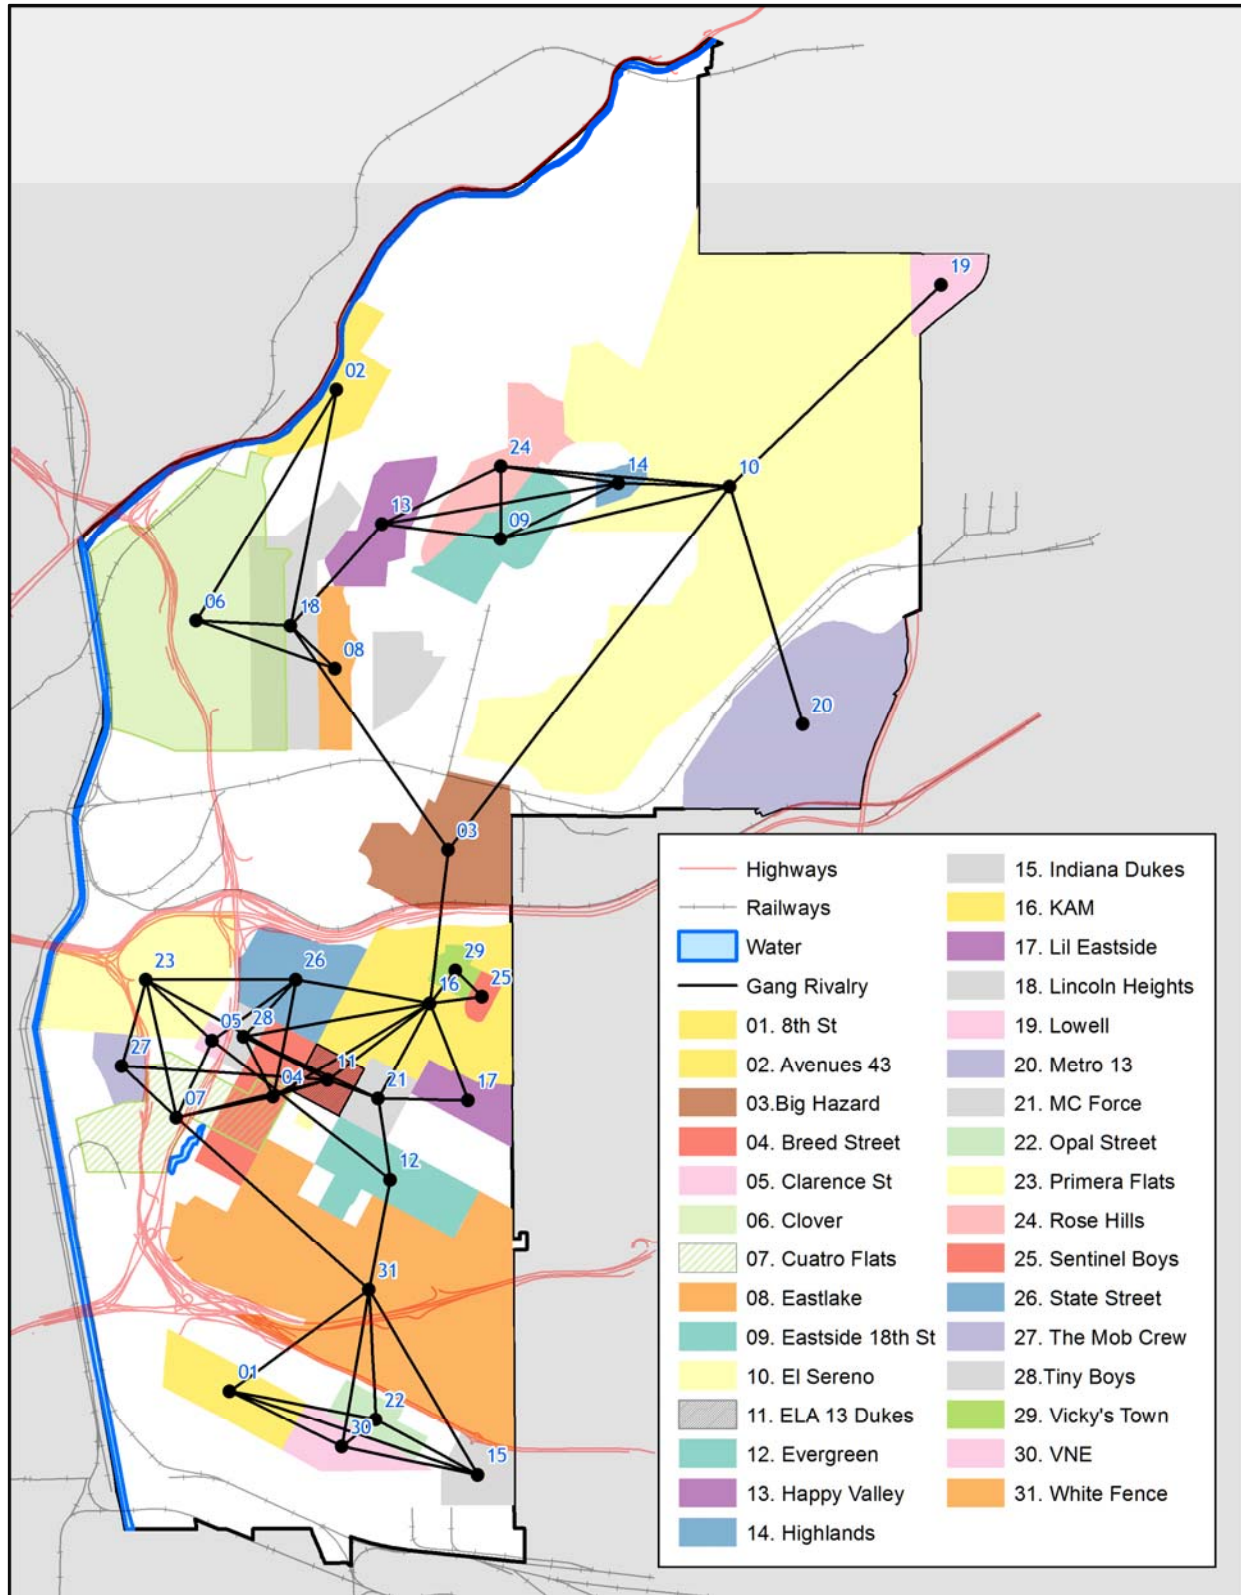 19
02
24
14
10
13
09
06
18
08
20
03
23
26
29
25
16
05
28
27
11
04
21
17
07
12
31
01
22
30
15
Highways
Railways
Water
Gang Rivalry
01. 8th St
02. Avenues 43
03.Big Hazard
04. Breed Street
05. Clarence St
06. Clover
07. Cuatro Flats
08. Eastlake
09. Eastside 18th St
10. El Sereno
11. ELA 13 Dukes
12. Evergreen
13. Happy Valley
14. Highlands
15. Indiana Dukes
16. KAM
17. Lil Eastside
18. Lincoln Heights
19. Lowell
20. Metro 13
21. MC Force
22. Opal Street
23. Primera Flats
24. Rose Hills
25. Sentinel Boys
26. State Street
27. The Mob Crew
28.Tiny Boys
29. Vicky's Town
30. VNE
31. White Fence